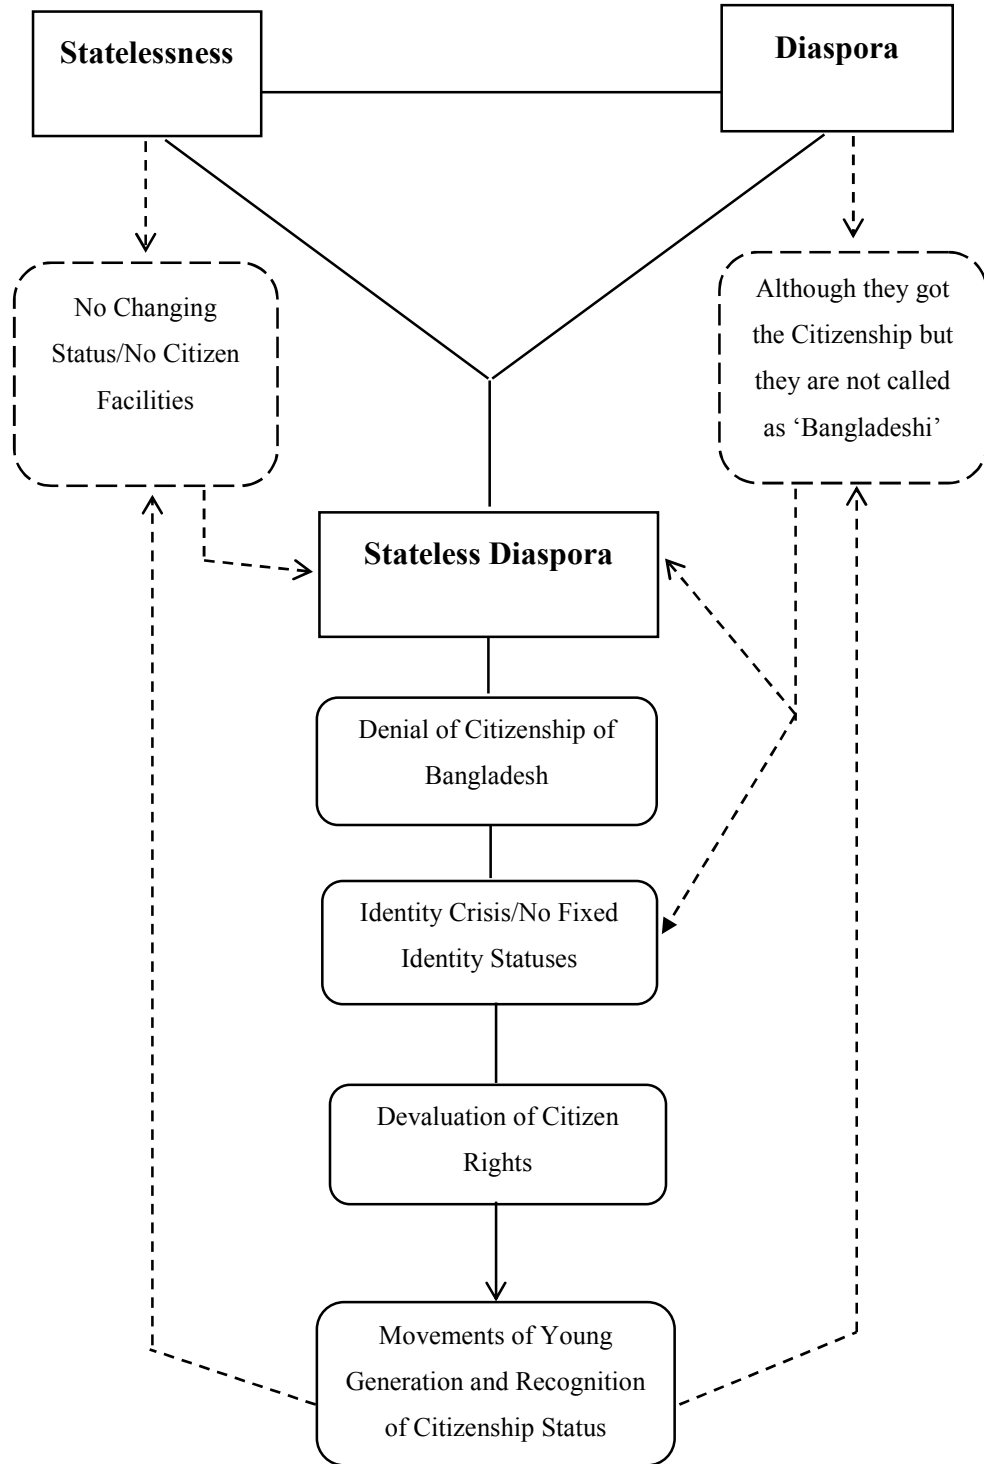 Statelessness
Diaspora
No Changing
Status/No Citizen
Facilities
Although they got
the Citizenship but
they are not called
as ‘Bangladeshi’
Stateless Diaspora
Denial of Citizenship of
Bangladesh
Identity Crisis/No Fixed
Identity Statuses
Devaluation of Citizen
Rights
Movements of Young
Generation and Recognition
of Citizenship Status